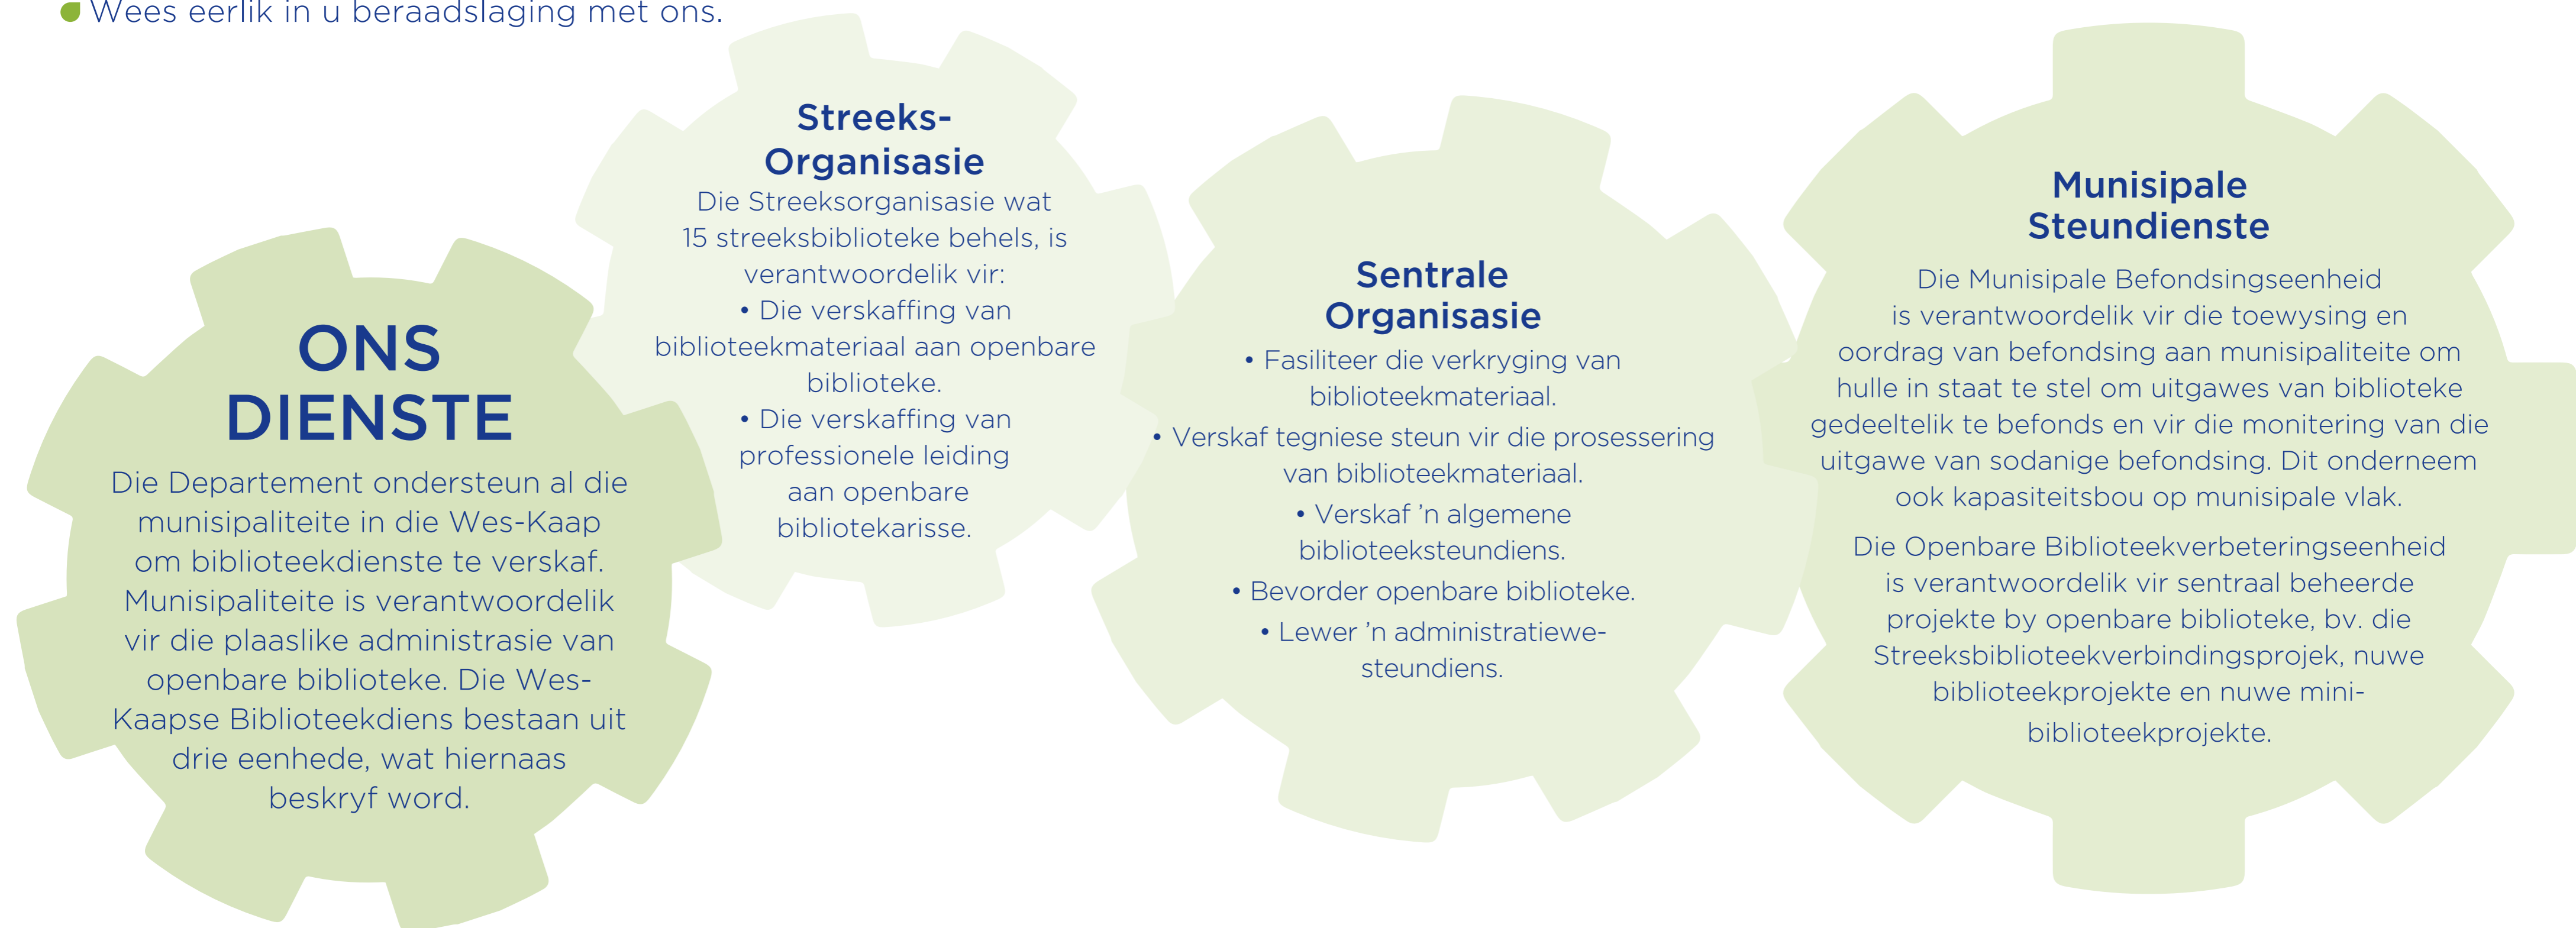 Wees eerlik in u beraadslaging met ons.
ONS
DIENSTE
Die Departement ondersteun al die
munisipaliteite in die Wes-Kaap
om biblioteekdienste te verskaf.
Munisipaliteite is verantwoordelik
vir die plaaslike administrasie van
openbare biblioteke. Die Wes-
Kaapse Biblioteekdiens bestaan uit
drie eenhede, wat hiernaas
beskryf word.
Streeks-
Organisasie
Die Streeksorganisasie wat
15 streeksbiblioteke behels, is
verantwoordelik vir:
• Die verskaffing van
biblioteekmateriaal aan openbare
biblioteke.
• Die verskaffing van
professionele leiding
aan openbare
bibliotekarisse.
Sentrale
Organisasie
• Fasiliteer die verkryging van
biblioteekmateriaal.
• Verskaf tegniese steun vir die prosessering
van biblioteekmateriaal.
• Verskaf ’n algemene
biblioteeksteundiens.
• Bevorder openbare biblioteke.
• Lewer ’n administratiewe-
steundiens.
Munisipale
Steundienste
Die Munisipale Befondsingseenheid
is verantwoordelik vir die toewysing en
oordrag van befondsing aan munisipaliteite om
hulle in staat te stel om uitgawes van biblioteke
gedeeltelik te befonds en vir die monitering van die
uitgawe van sodanige befondsing. Dit onderneem
ook kapasiteitsbou op munisipale vlak.
Die Openbare Biblioteekverbeteringseenheid
is verantwoordelik vir sentraal beheerde
projekte by openbare biblioteke, bv. die
Streeksbiblioteekverbindingsprojek, nuwe
biblioteekprojekte en nuwe mini-
biblioteekprojekte.